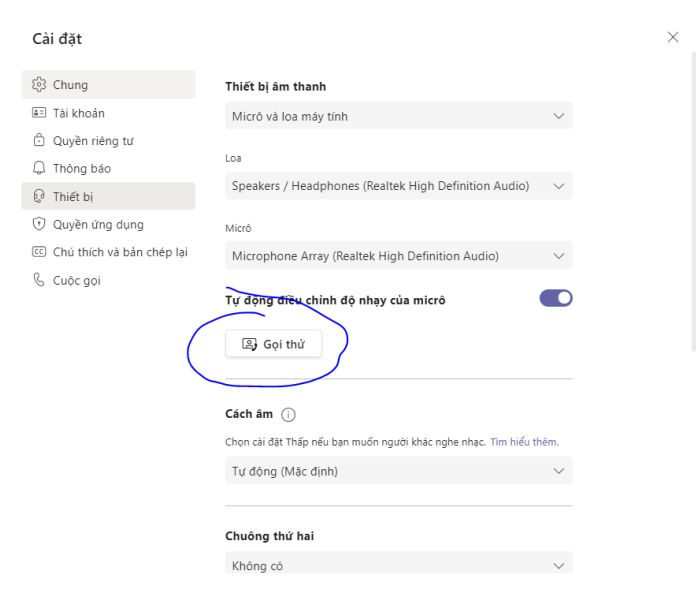 Cài đặt
Chung
Tài khoản
Quyền riêng tư
Thông báo
Thiết bị
Quyền ứng dụng
Chú thích và bản chép lại
Cuộc gọi
Thiết bị âm thanh
Micrô và loa máy tính
Loa
Speakers / Headphones (Realtek High Definition Audio)
Micrô
Microphone Array (Realtek High Definition Audio)
Tự động điều chỉnh độ nhạy của micrô
Gọi thử
Cách âm
Chọn cài đặt Thấp nếu bạn muốn người khác nghe nhạc. Tìm hiểu thêm.
Tự động (Mặc định)
Chuông thứ hai
Không có